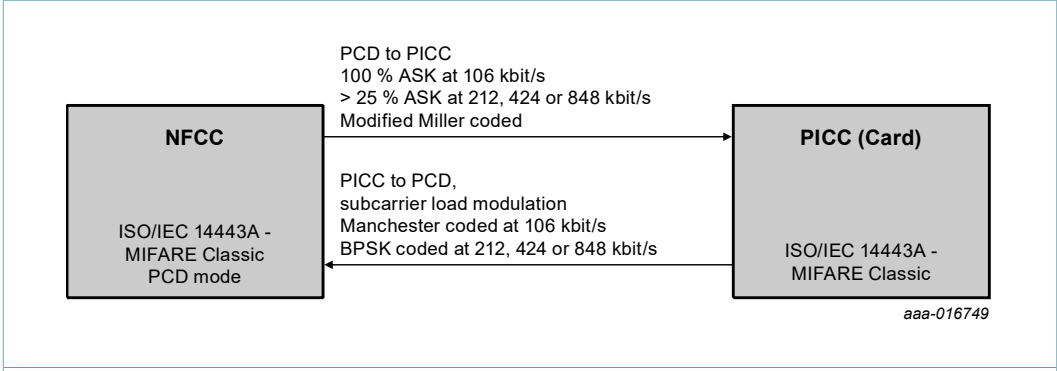 PCD to PICC
100 % ASK at 106 kbit/s
> 25 % ASK at 212, 424 or 848 kbit/s
Modified Miller coded
NFCC
PICC (Card)
PICC to PCD,
subcarrier load modulation
Manchester coded at 106 kbit/s
BPSK coded at 212, 424 or 848 kbit/s
ISO/IEC 14443A -
MIFARE Classic
PCD mode
ISO/IEC 14443A -
MIFARE Classic
aaa-016749